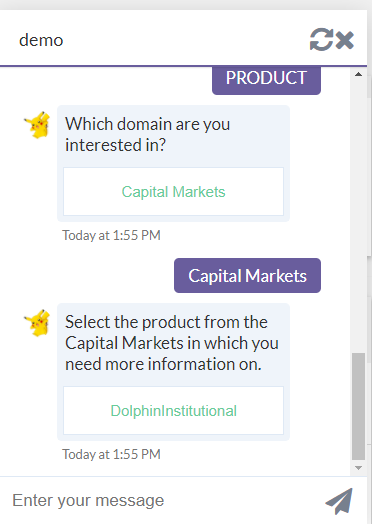 demo
PRODUCT
Which domain are you
interested in?
Capital Markets
Today at 1:55 PM
Capital Markets
Select the product from the
Capital Markets in which you
need more information on.
DolphinInstitutional
Today at 1:55 PM
Enter your message